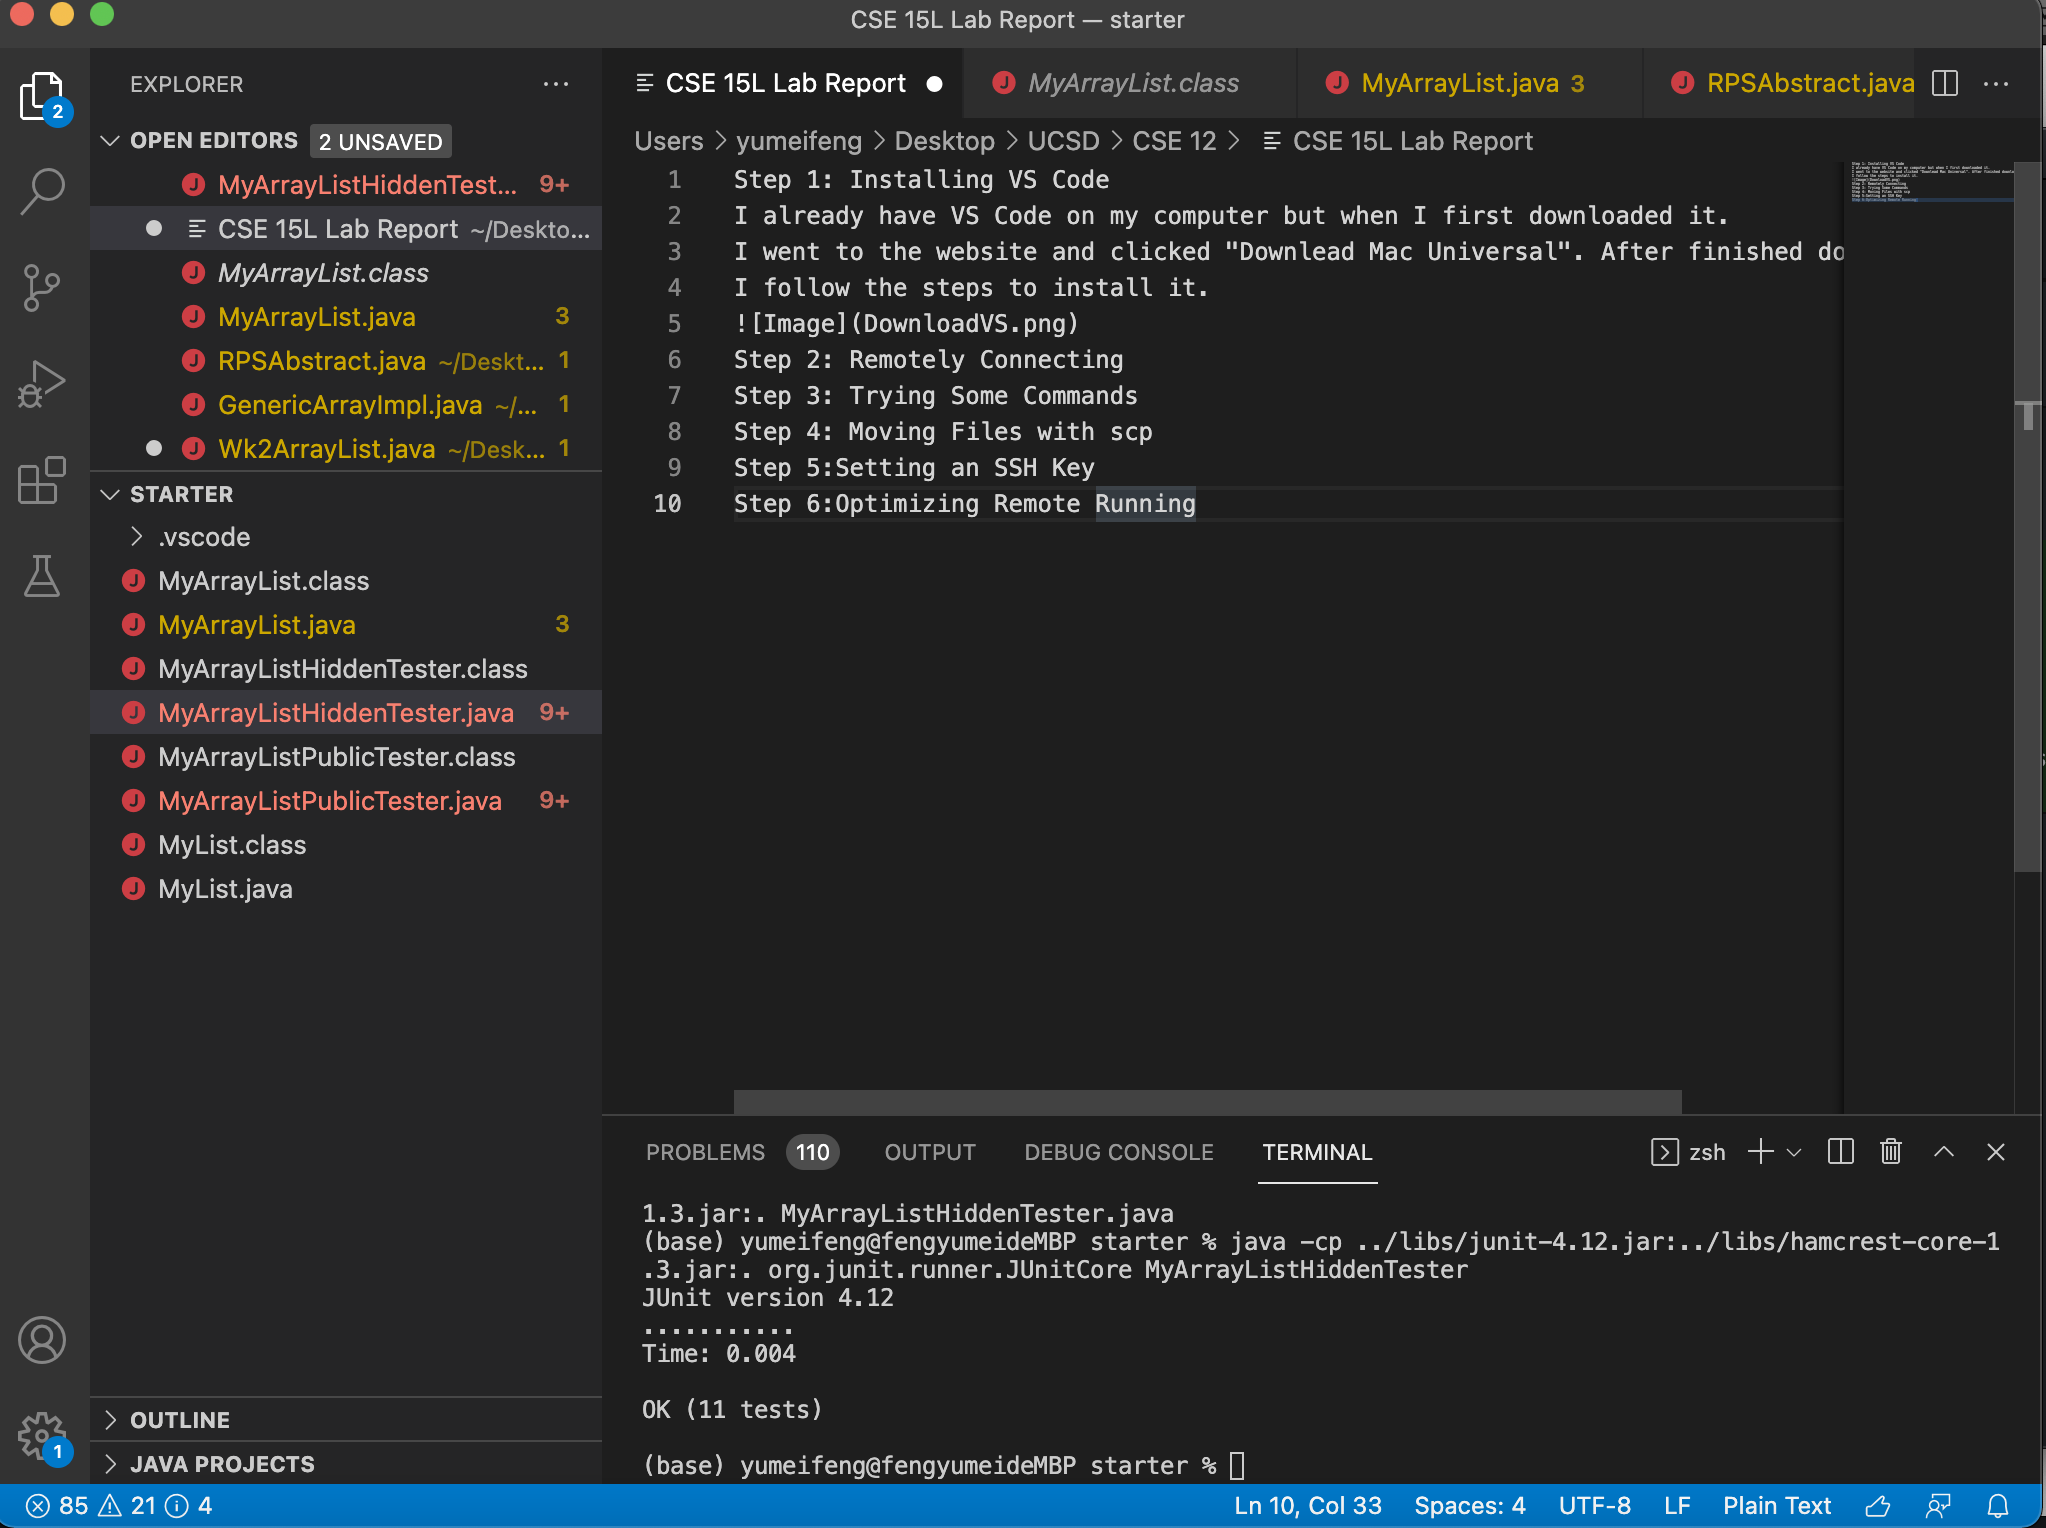 CSE 15L Lab Report — starter
EXPLORER
2
OPEN EDITORS 2 UNSAVED
MyArrayListHiddenTest... 9+
CSE 15L Lab Report ~/Deskto...
MyArrayList.class
MyArrayList.java 3
RPSAbstract.java ~/Deskt... 1
GenericArrayImpl.java ~/... 1
Wk2ArrayList.java ~/Desk... 1
STARTER
.vscode
MyArrayList.class
MyArrayList.java 3
MyArrayListHiddenTester.class
MyArrayListHiddenTester.java 9+
MyArrayListPublicTester.class
MyArrayListPublicTester.java 9+
MyList.class
MyList.java
OUTLINE
JAVA PROJECTS
1
CSE 15L Lab Report MyArrayList.class MyArrayList.java 3 RPSAbstract.java
Users > yumeifeng > Desktop > UCSD > CSE 12 > CSE 15L Lab Report
1 Step 1: Installing VS Code
2 I already have VS Code on my computer but when I first downloaded it.
3 I went to the website and clicked "Downlead Mac Universal". After finished do
4 I follow the steps to install it.
5 ![Image](DownloadVS.png)
6 Step 2: Remotely Connecting
7 Step 3: Trying Some Commands
8 Step 4: Moving Files with scp
9 Step 5:Setting an SSH Key
10 Step 6:Optimizing Remote Running
PROBLEMS 110 OUTPUT DEBUG CONSOLE TERMINAL zsh
1.3.jar:. MyArrayListHiddenTester.java
(base) yumeifeng@fengyumeideMBP starter % java -cp ../libs/junit-4.12.jar:../libs/hamcrest-core-1
.3.jar:. org.junit.runner.JUnitCore MyArrayListHiddenTester
JUnit version 4.12
...........
Time: 0.004
OK (11 tests)
(base) yumeifeng@fengyumeideMBP starter %
85 21 4 Ln 10, Col 33 Spaces: 4 UTF-8 LF Plain Text